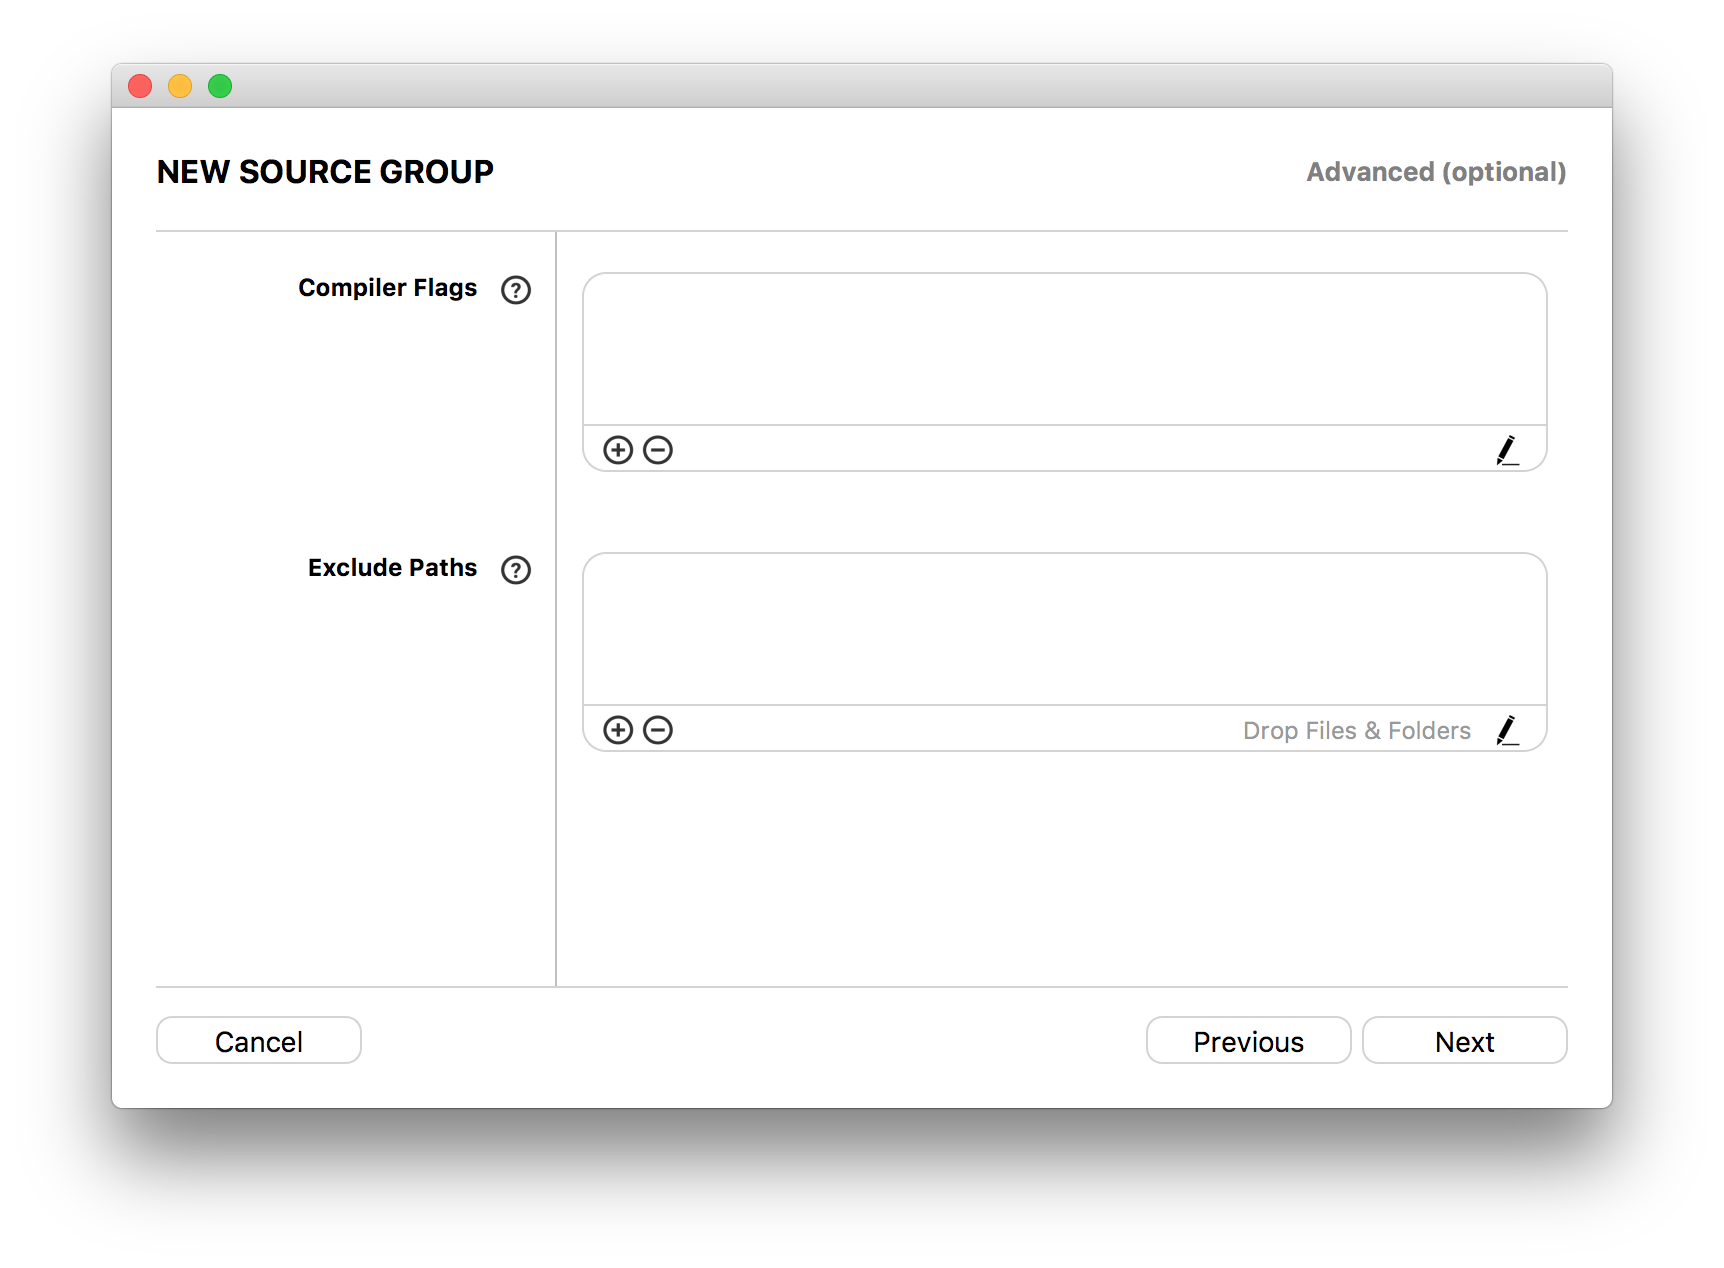 NEW SOURCE GROUP
Advanced (optional)
Compiler Flags
?
Exclude Paths
?
Drop Files & Folders
Cancel
Previous
Next